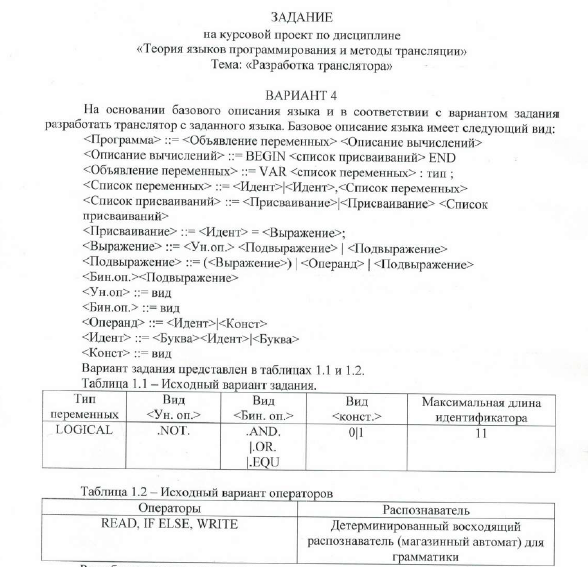 ЗАДАНИЕ
на курсовой проект по дисциплине
«Теория языков программирования и методы трансляции»
Тема: «Разработка транслятора»
ВАРИАНТ 4
На основании базового описания языка и в соответствии с вариантом задания
разработать транслятор с заданного языка. Базовое описание языка имеет следующий вид:
<Программа> ::= <Объявление переменных> <Описание вычислений>
<Описание вычислений> ::= BEGIN <список присваиваний> END
<Объявление переменных> ::= VAR <список переменных> : тип ;
<Список переменных> ::= <Идент>|<Идент>,<Список переменных>
<Список присваиваний> ::= <Присваивание>|<Присваивание> <Список
присваиваний>
<Присваивание> ::= <Идент> = <Выражение>;
<Выражение> ::= <Ун.оп.> <Подвыражение> | <Подвыражение>
<Подвыражение> ::= (<Выражение>) | <Операнд> | <Подвыражение>
<Бин.оп.><Подвыражение>
<Ун.оп> ::= вид
<Бин.оп.> ::= вид
<Операнд> ::= <Идент>|<Конст>
<Идент> ::= <Буква><Идент>|<Буква>
<Конст> ::= вид
Вариант задания представлен в таблицах 1.1 и 1.2.
Таблица 1.1 – Исходный вариант задания.
Тип переменных Вид <Ун. оп.> Вид <Бин. оп.> Вид <конст.> Максимальная длина идентификатора
LOGICAL .NOT. .AND. 0|1 11
|.OR.
|.EQU
Таблица 1.2 – Исходный вариант операторов
Операторы Распознаватель
READ, IF ELSE, WRITE Детерминированный восходящий
распознаватель (магазинный автомат) для
грамматики